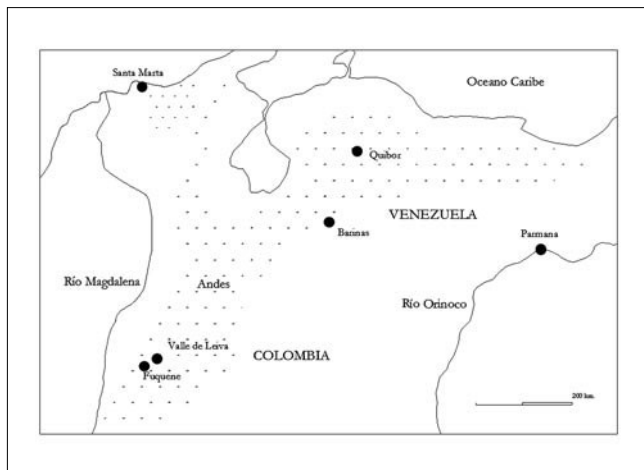 Santa Marta
Oceano Caribe
Quibor
VENEZUELA
Barinas
Parmana
Río Magdalena
Andes
Río Orinoco
Valle de Leiva
COLOMBIA
Fuquene
200 km.